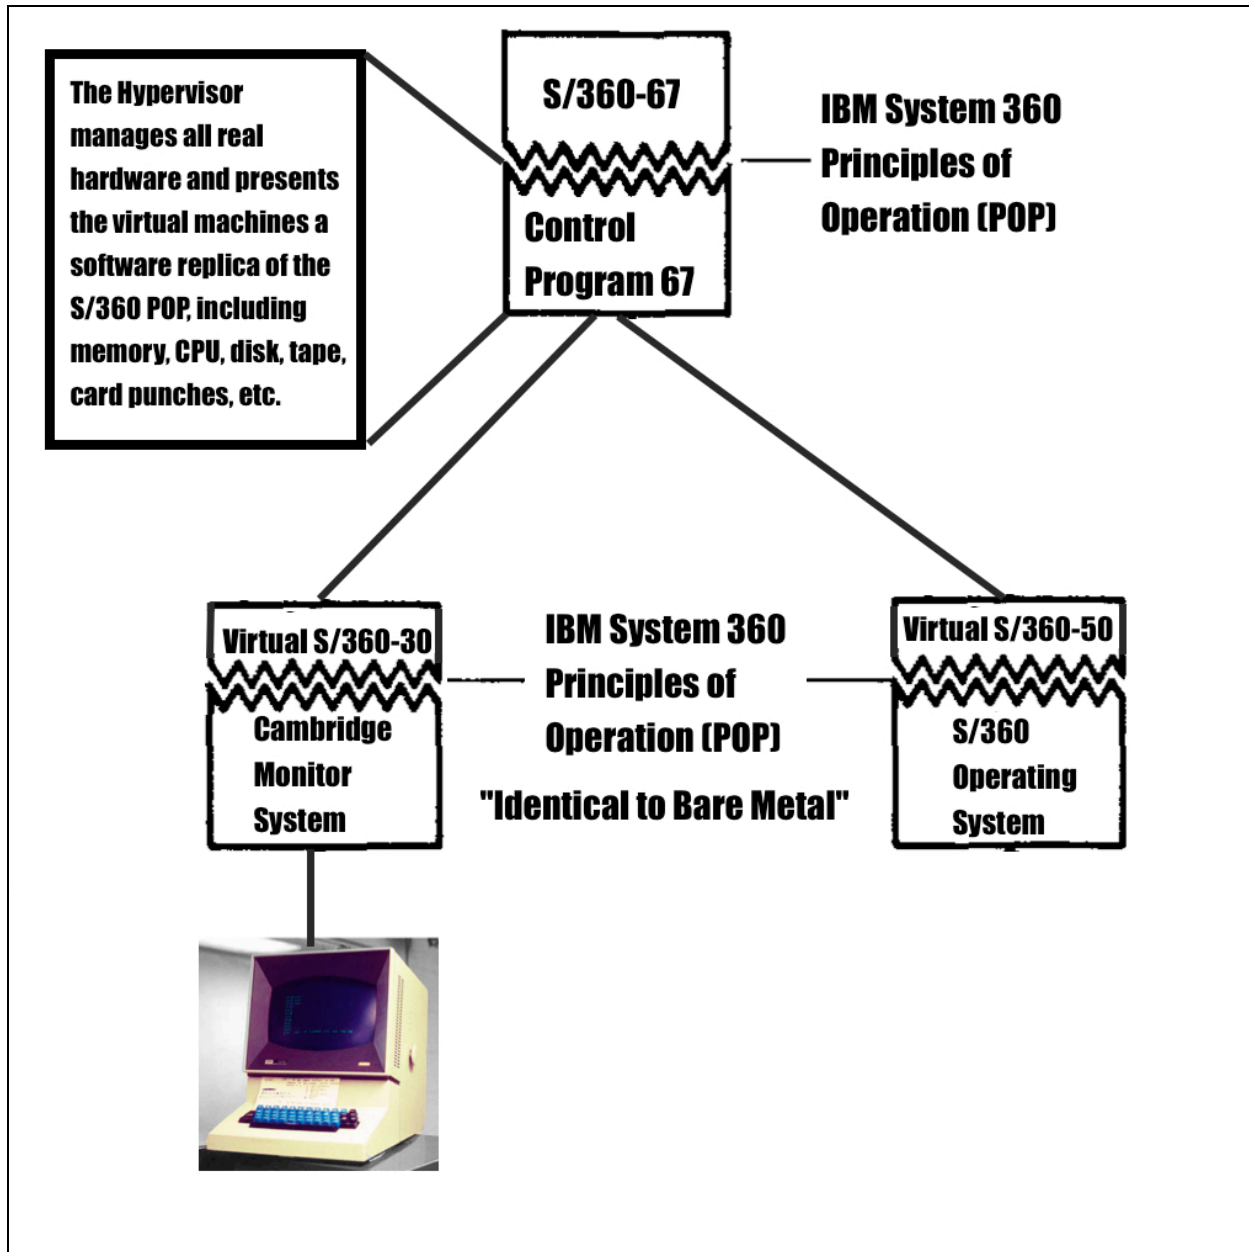 The Hypervisor
manages all real
hardware and presents
the virtual machines a
software replica of the
S/360 POP, including
memory, CPU, disk, tape,
card punches, etc.
S/360-67
Control
Program 67
IBM System 360
Principles of
Operation (POP)
Virtual S/360-30
Cambridge
Monitor
System
IBM System 360
Principles of
Operation (POP)
"Identical to Bare Metal"
Virtual S/360-50
S/360
Operating
System